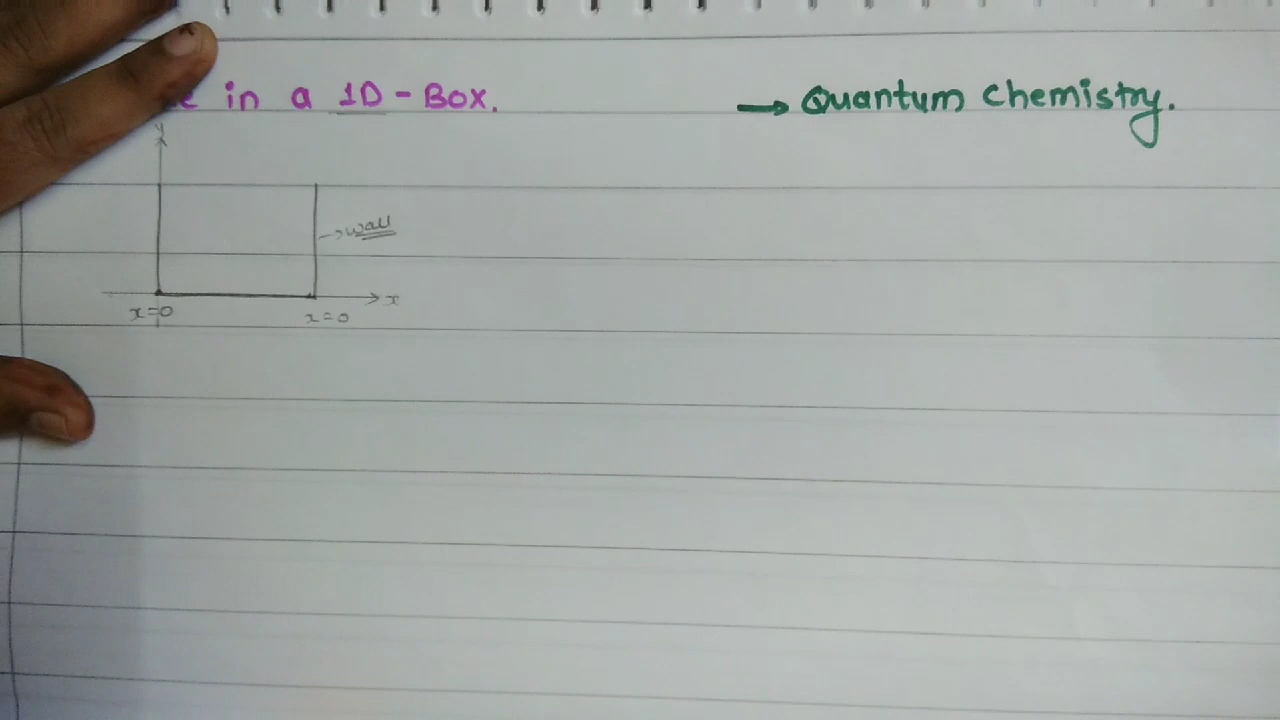 in a 1D - Box.
→ Quantum Chemistry.
y
→ wall
x
x=0
x=0